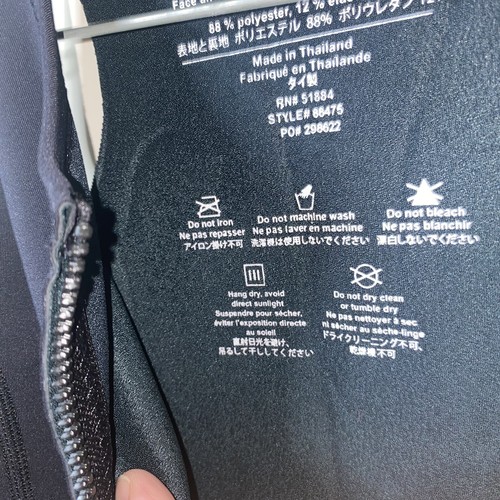 88 % polyester, 12 %
表地と裏地 ポリエステル 88% ポリウレタン
Made in Thailand
Fabriqué en Thaïlande
タイ製
RN# 51884
STYLE# 66475
PO# 296622
Do not iron
Ne pas repasser
アイロン掛け不可
Do not machine wash
Ne pas laver en machine
洗濯機は使用しないでください
Do not bleach
Ne pas blanchir
漂白しないでください
Hang dry, avoid
direct sunlight
Suspendre pour sécher,
éviter l'exposition directe
au soleil
直射日光を避け、
吊るして干ししてください
Do not dry clean
or tumble dry
Ne pas nettoyer à sec
ni sécher au sèche-linge
ドライクリーニング不可、
乾燥機不可